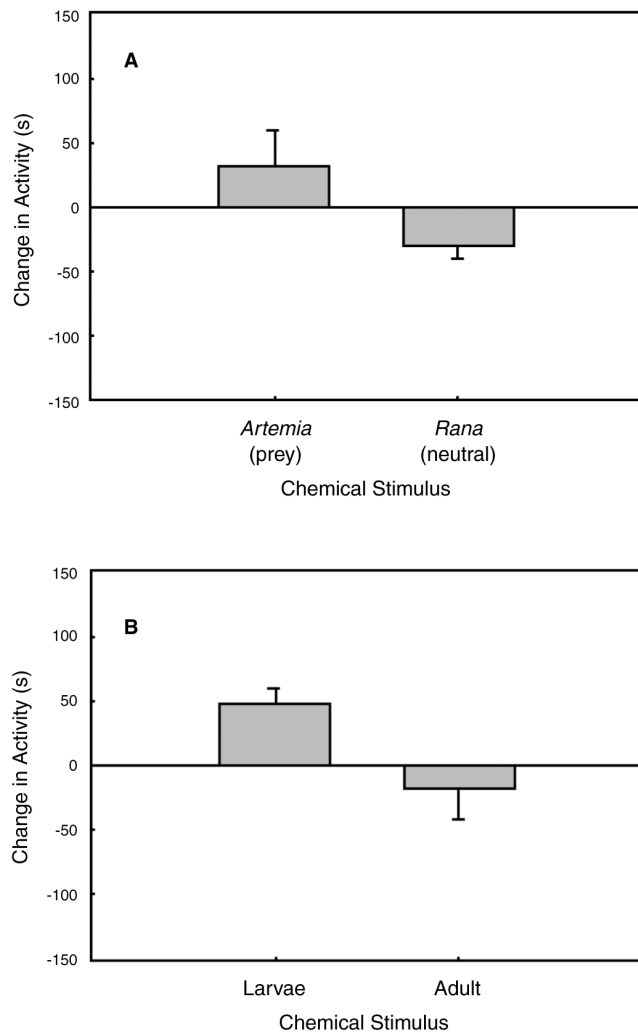 A
Change in Activity (s)
150
100
50
0
-50
-100
-150
Artemia
(prey)
Rana
(neutral)
Chemical Stimulus
B
Change in Activity (s)
150
100
50
0
-50
-100
-150
Larvae
Adult
Chemical Stimulus